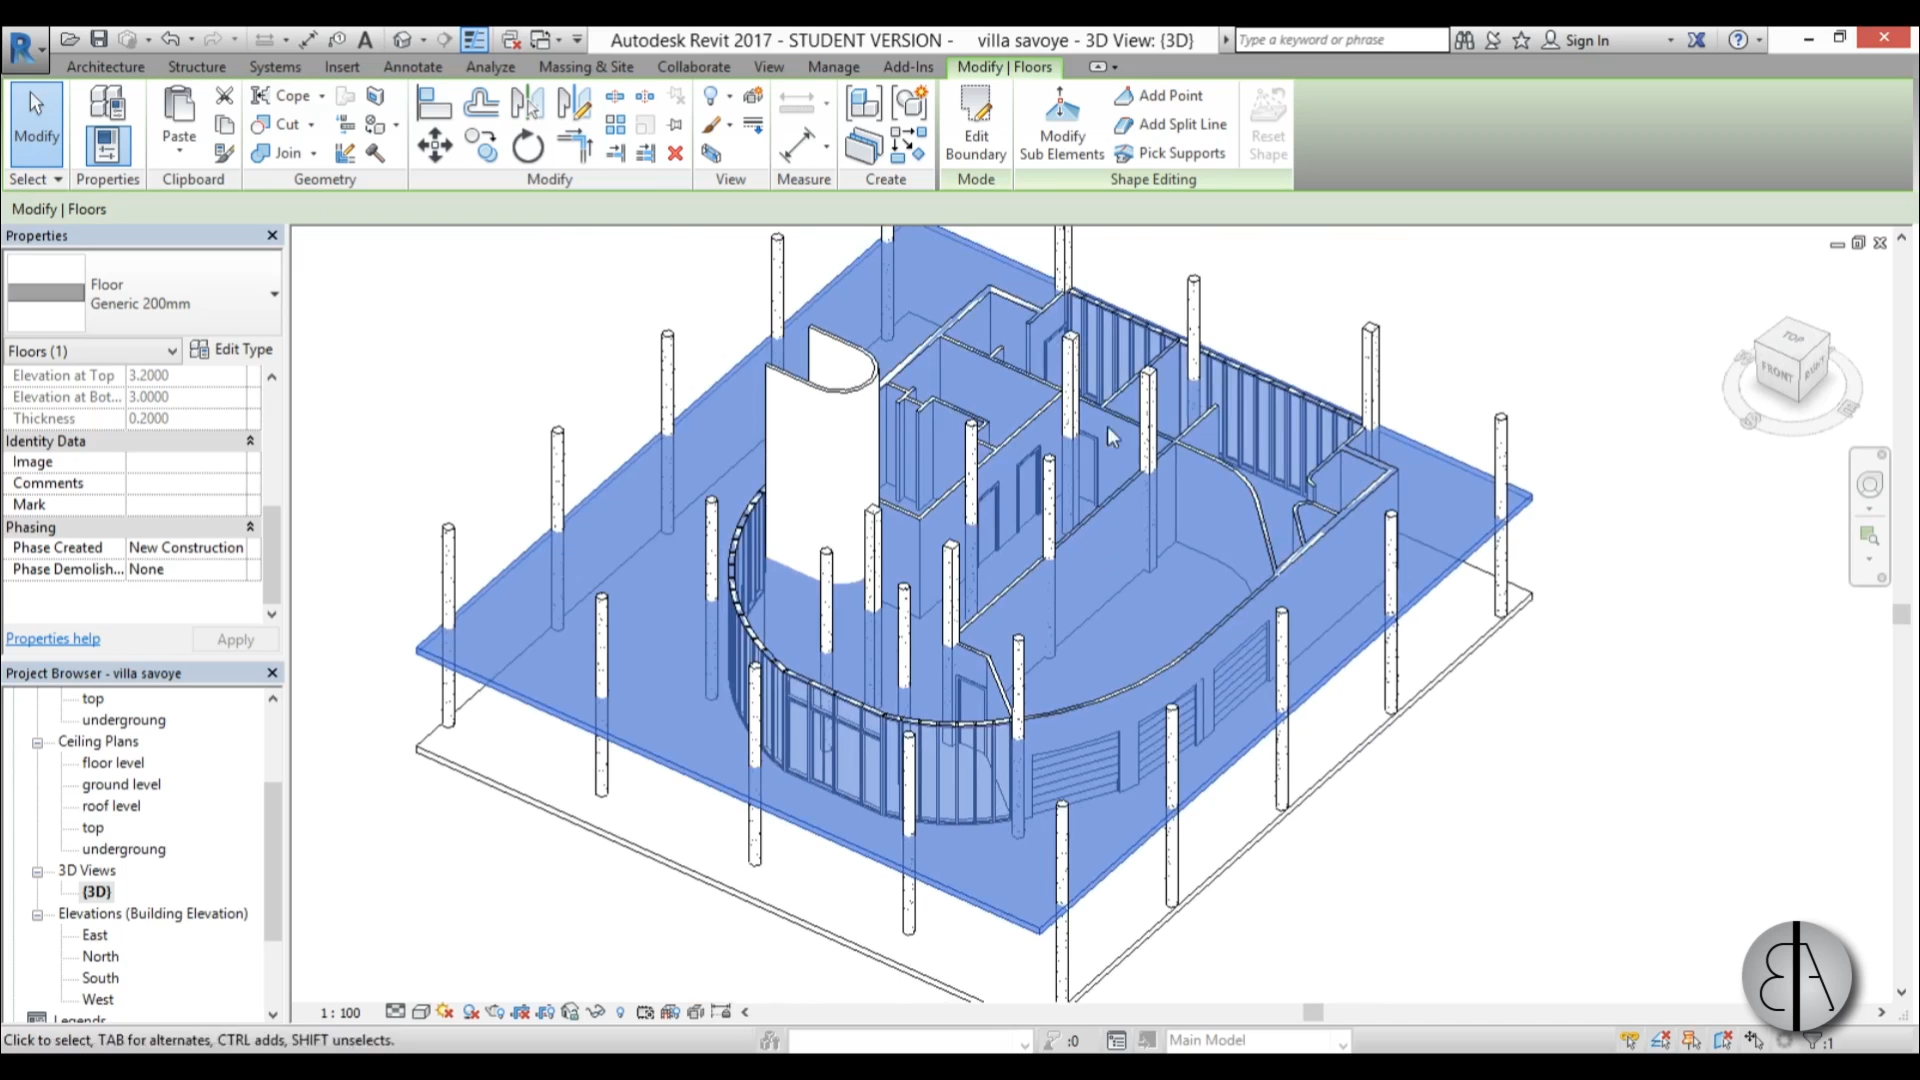 Autodesk Revit 2017 - STUDENT VERSION - villa savoye - 3D View: {3D}
Type a keyword or phrase
Sign In
Architecture Structure Systems Insert Annotate Analyze Massing & Site Collaborate View Manage Add-Ins Modify | Floors
Modify
Paste
Cope
Cut
Join
Edit Boundary
Modify Sub Elements
Add Point
Add Split Line
Pick Supports
Reset Shape
Select Properties Clipboard Geometry Modify View Measure Create Mode Shape Editing
Modify | Floors
Properties
Floor
Generic 200mm
Floors (1) Edit Type
Elevation at Top 3.2000
Elevation at Bot... 3.0000
Thickness 0.2000
Identity Data
Image
Comments
Mark
Phasing
Phase Created New Construction
Phase Demolish... None
Properties help Apply
Project Browser - villa savoye
top
undergroung
Ceiling Plans
floor level
ground level
roof level
top
undergroung
3D Views
{3D}
Elevations (Building Elevation)
East
North
South
West
Legends
TOP
FRONT
RIGHT
S
E
1 : 100
Click to select, TAB for alternates, CTRL adds, SHIFT unselects.
:0
Main Model
:1